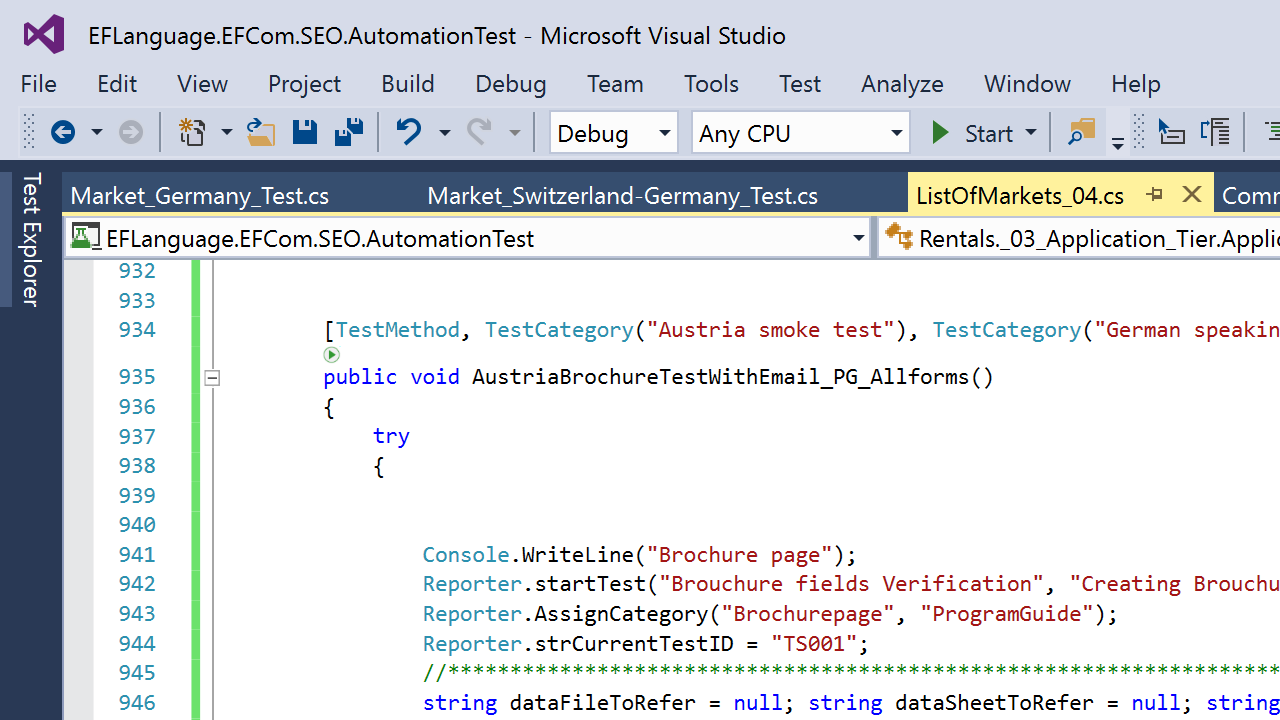 EFLanguage.EFCom.SEO.AutomationTest - Microsoft Visual Studio
File Edit View Project Build Debug Team Tools Test Analyze Window Help
Debug Any CPU Start
Test Explorer
Market_Germany_Test.cs Market_Switzerland-Germany_Test.cs ListOfMarkets_04.cs
EFLanguage.EFCom.SEO.AutomationTest Rentals._03_Application_Tier.Applic
932
933
934 [TestMethod, TestCategory("Austria smoke test"), TestCategory("German speakin
935 public void AustriaBrochureTestWithEmail_PG_Allforms()
936 {
937 try
938 {
939
940
941 Console.WriteLine("Brochure page");
942 Reporter.startTest("Brouchure fields Verification", "Creating Brouchu
943 Reporter.AssignCategory("Brochurepage", "ProgramGuide");
944 Reporter.strCurrentTestID = "TS001";
945 //*******************************************************************
946 string dataFileToRefer = null; string dataSheetToRefer = null; string